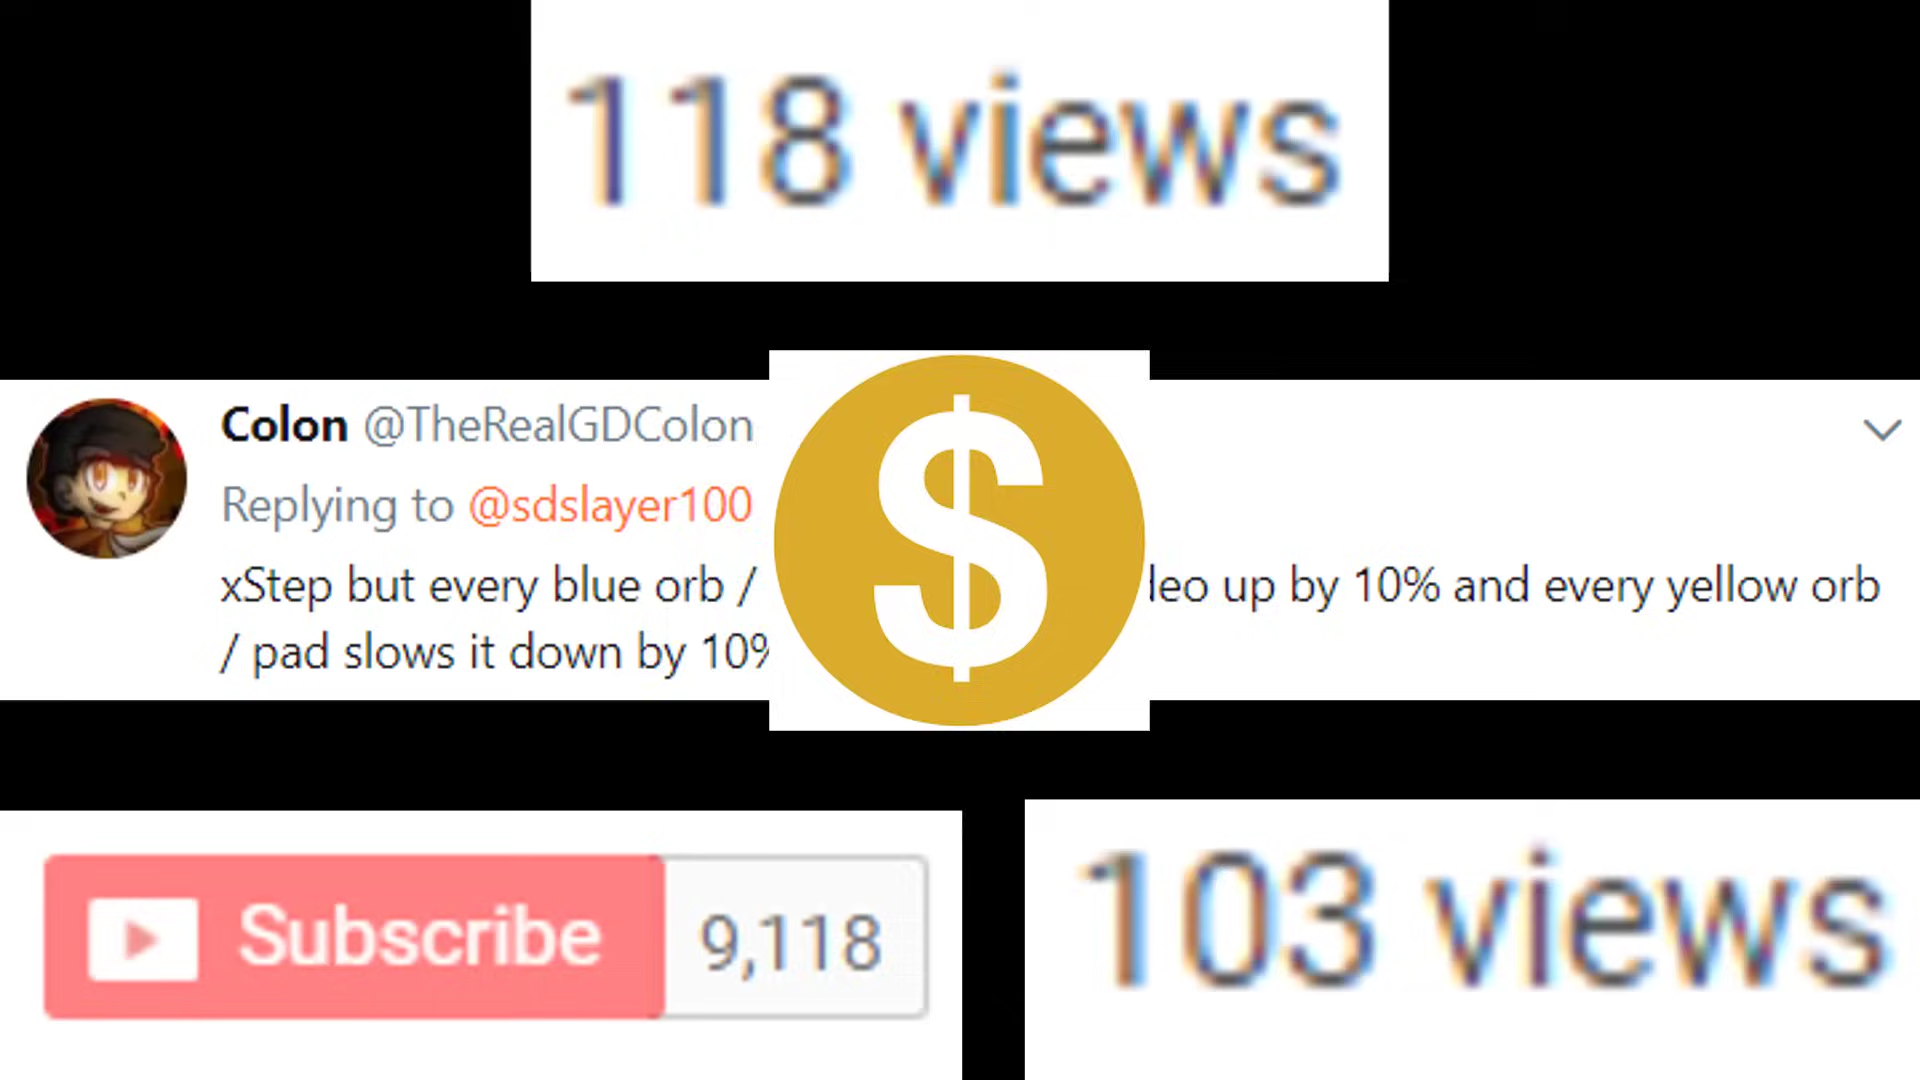 118 views
Colon @TheRealGDColon
Replying to @sdslayer100
$
xStep but every blue orb / up by 10% and every yellow orb
/ pad slows it down by 10%
Subscribe 9,118
103 views